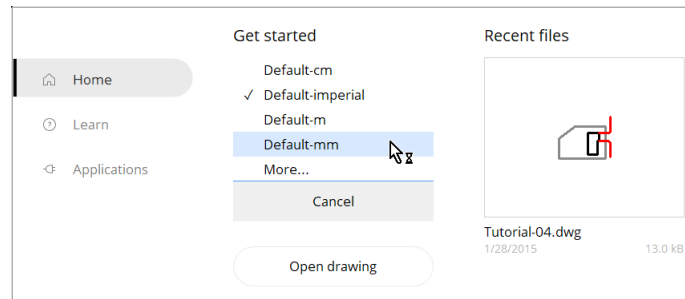 Home
Learn
Applications
Get started
Default-cm
✓ Default-imperial
Default-m
Default-mm
More...
Cancel
Open drawing
Recent files
Tutorial-04.dwg
1/28/2015 13.0 kB